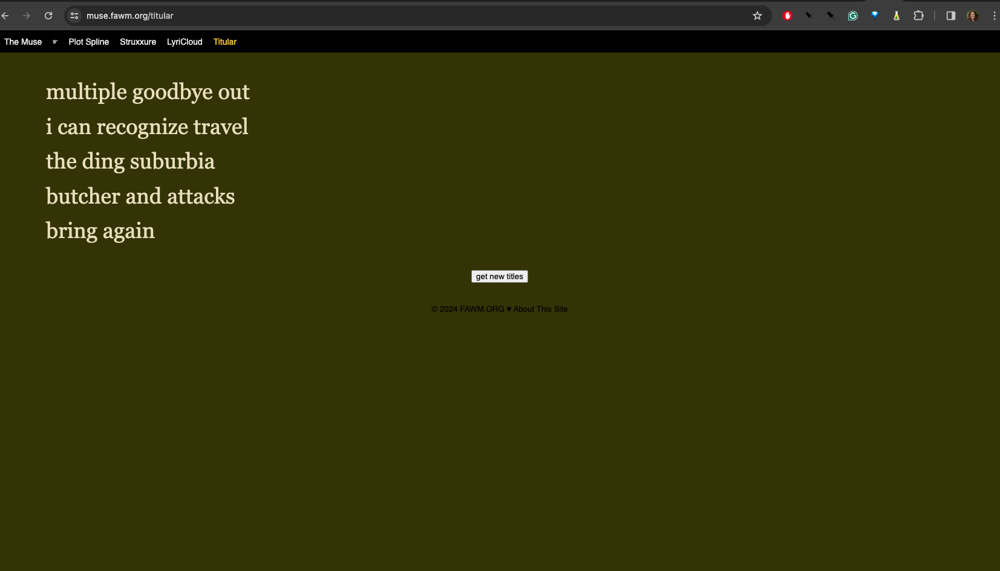 muse.fawm.org/titular
The Muse ☛ Plot Spline Struxxure LyriCloud Titular
multiple goodbye out
i can recognize travel
the ding suburbia
butcher and attacks
bring again
get new titles
© 2024 FAWM.ORG ♥ About This Site